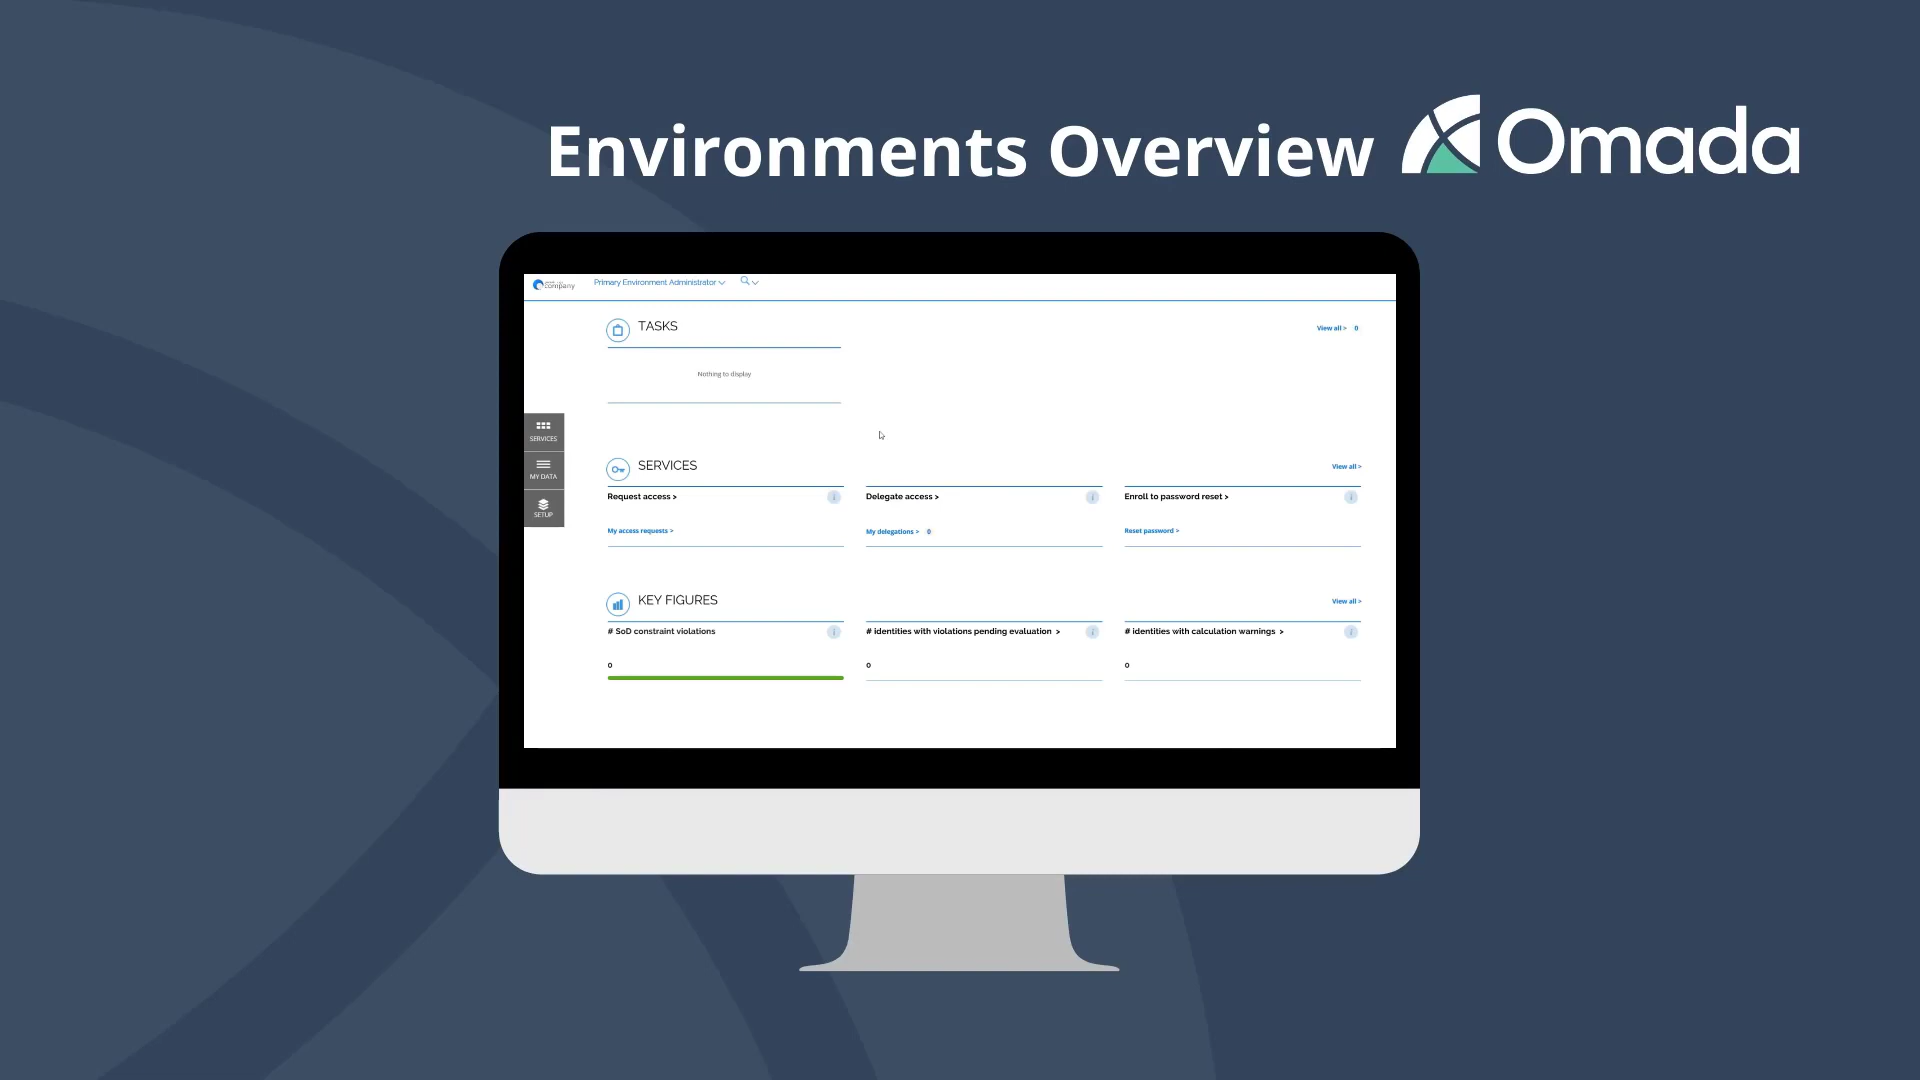 Environments Overview
Omada
company
Primary Environment Administrator
TASKS
View all > 0
Nothing to display
SERVICES
MY DATA
SETUP
SERVICES
View all >
Request access >
Delegate access >
Enroll to password reset >
My access requests >
My delegations > 0
Reset password >
KEY FIGURES
View all >
# SoD constraint violations
# identities with violations pending evaluation >
# identities with calculation warnings >
0
0
0